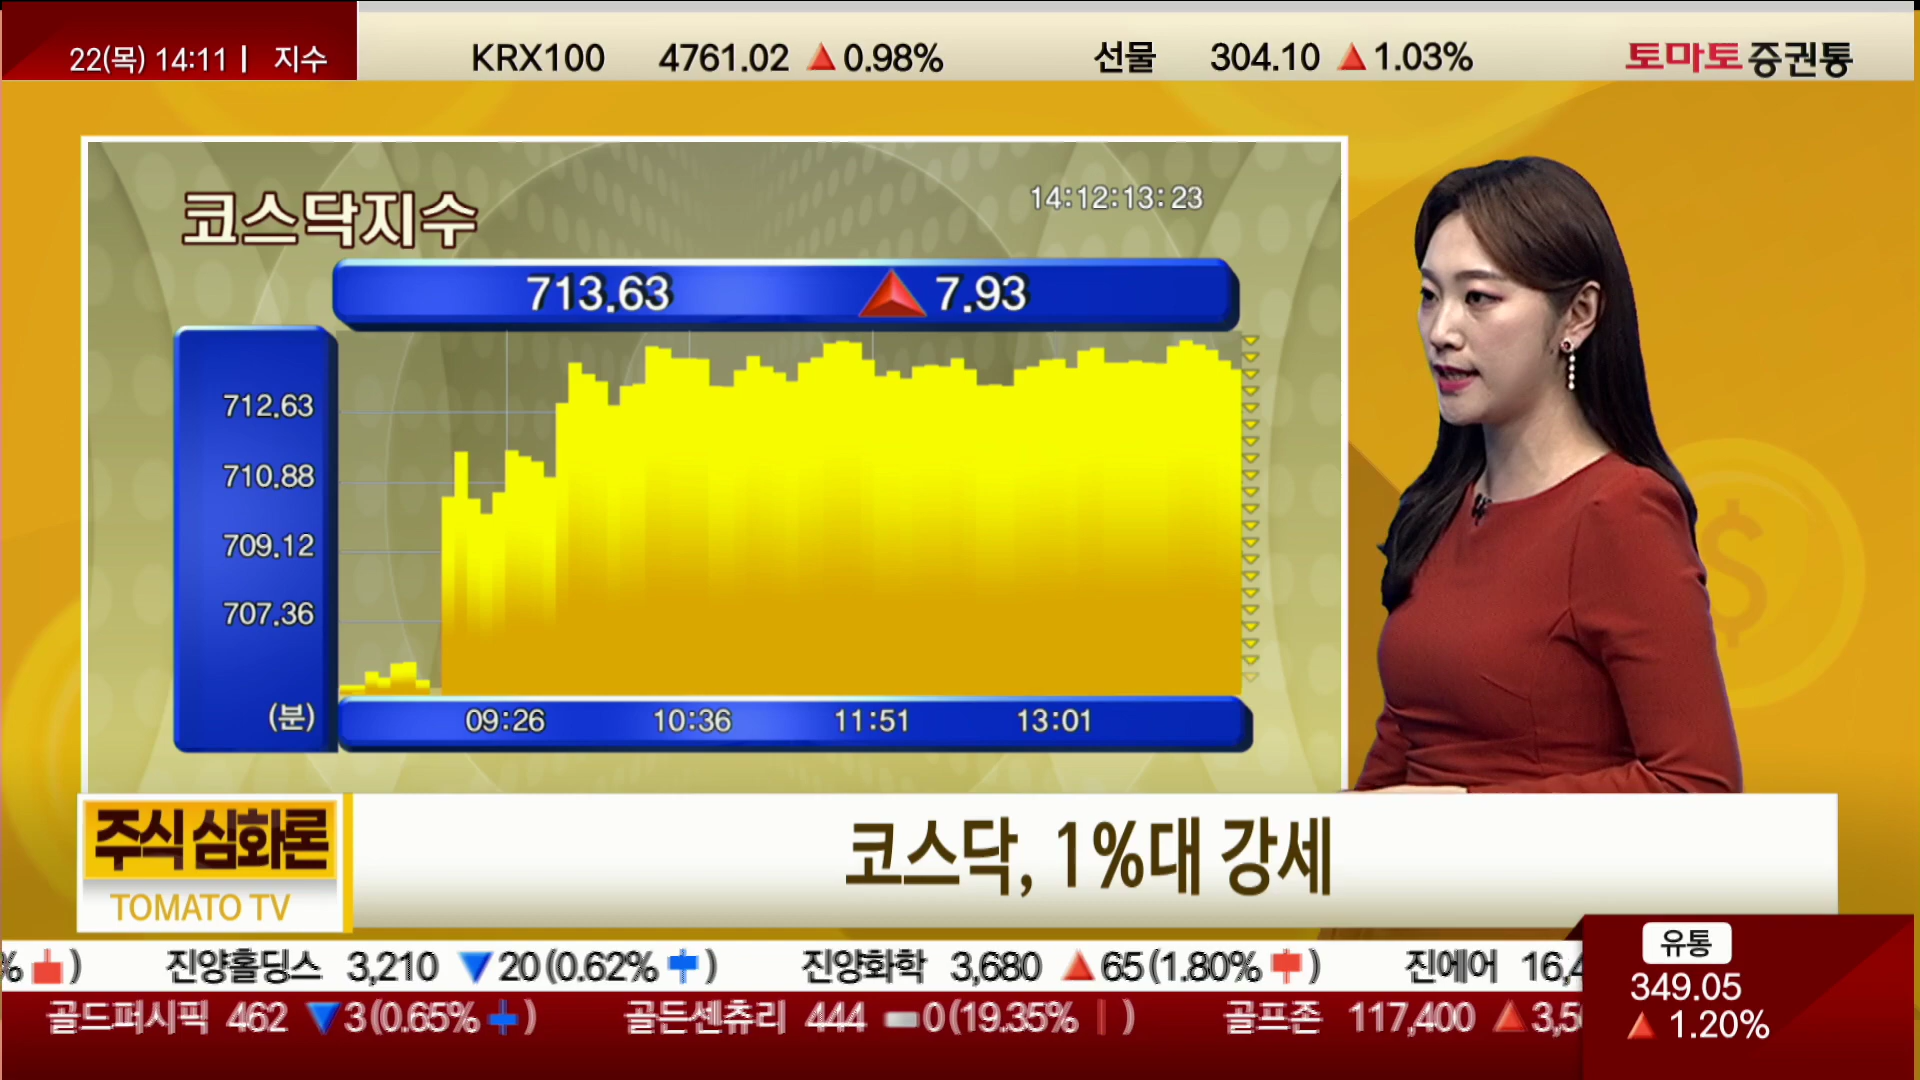 22(목) 14:11 | 지수 KRX100 4761.02 ▲0.98% 선물 304.10 ▲1.03% 토마토증권통
코스닥지수
14:12:13:23
713.63 ▲7.93
712.63
710.88
709.12
707.36
(분) 09:26 10:36 11:51 13:01
$
주식 심화론
TOMATO TV
코스닥, 1%대 강세
% ) 진양홀딩스 3,210 ▼20(0.62% ) 진양화학 3,680 ▲65(1.80% ) 진에어 16,4
골드퍼시픽 462 ▼3(0.65% ) 골든센츄리 444 0(19.35% ) 골프존 117,400 ▲3,5
유통
349.05
▲1.20%